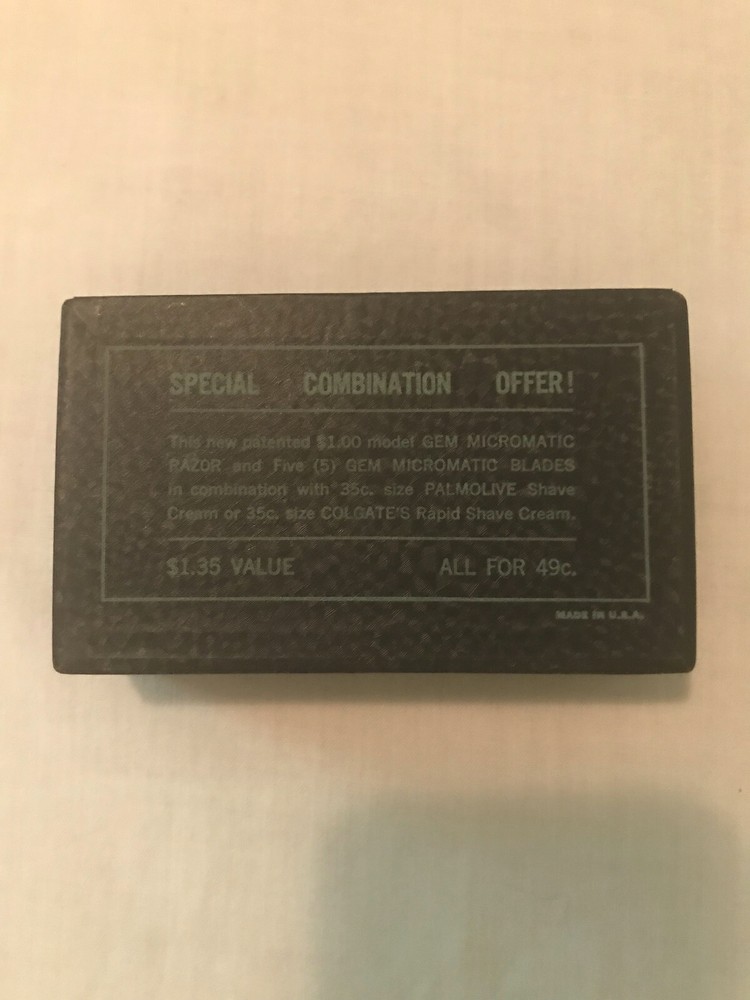 SPECIAL COMBINATION OFFER!
This new patented $1.00 model GEM MICROMATIC
RAZOR and Five (5) GEM MICROMATIC BLADES
in combination with 35c. size PALMOLIVE Shave
Cream or 35c. size COLGATE'S Rapid Shave Cream.
$1.35 VALUE ALL FOR 49c.
MADE IN U.S.A.